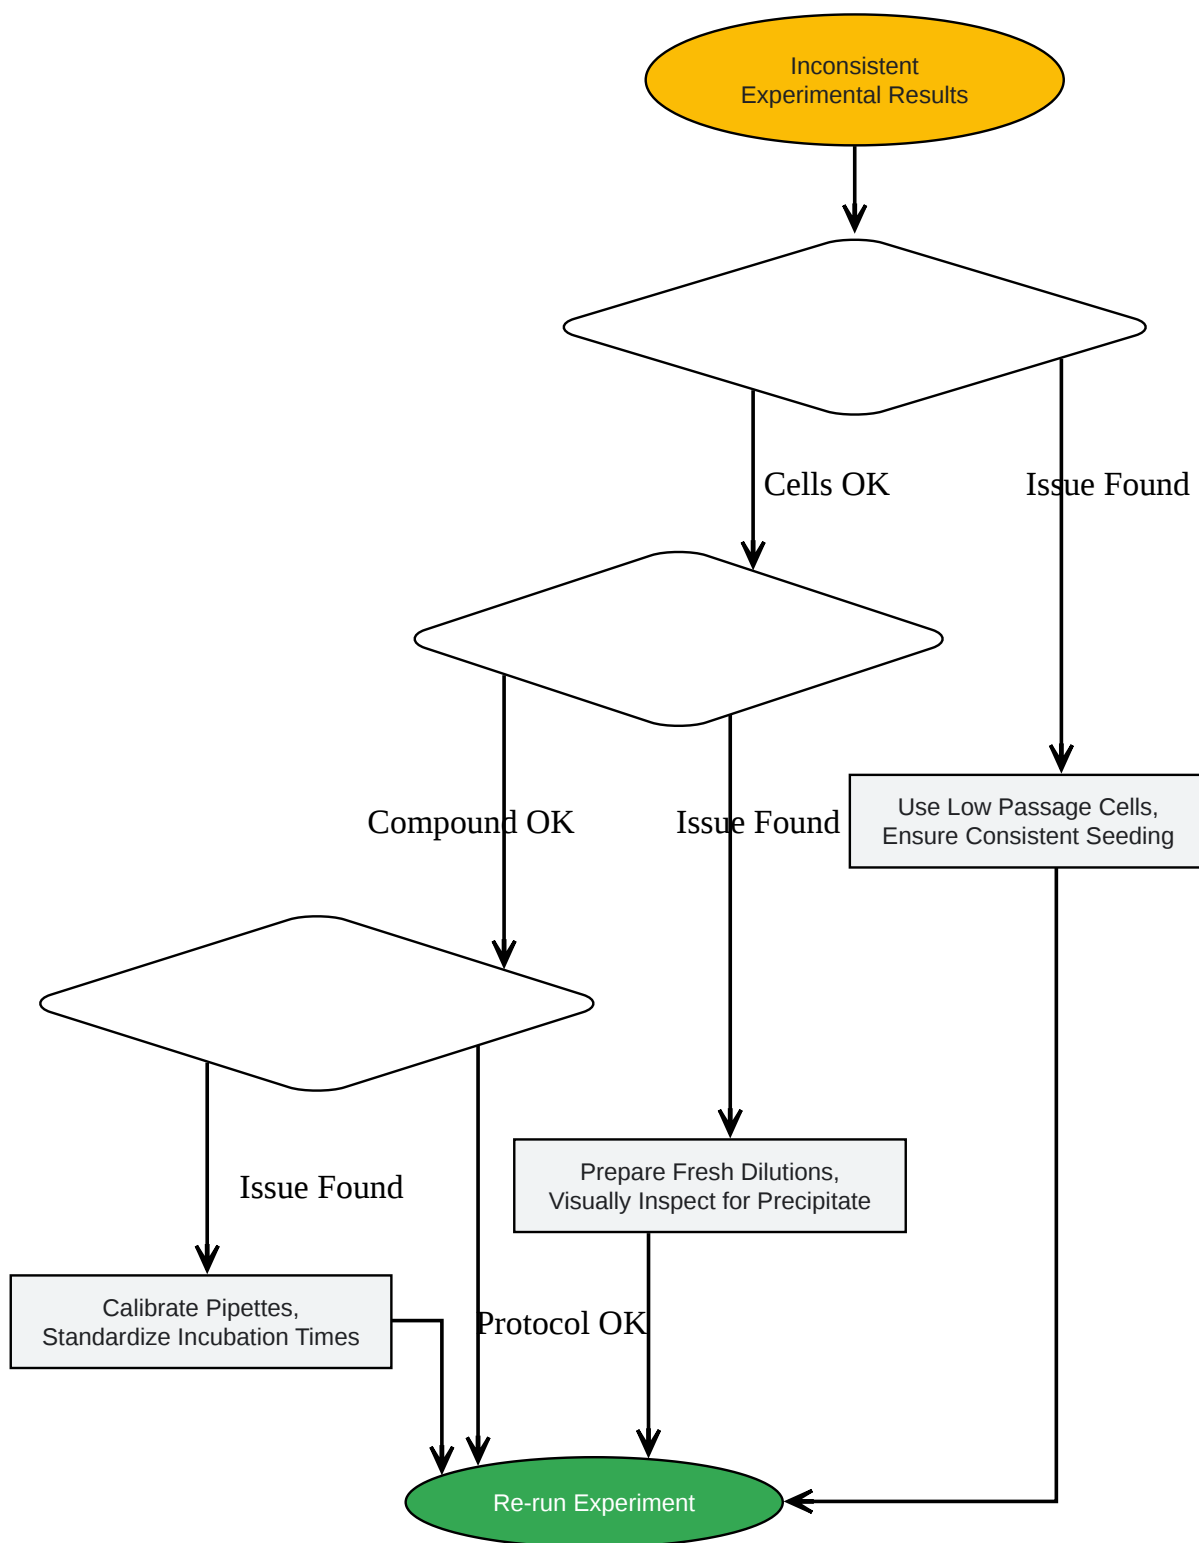 Inconsistent
Experimental Results
Cells OK
Issue Found
Use Low Passage Cells,
Ensure Consistent Seeding
Compound OK
Issue Found
Prepare Fresh Dilutions,
Visually Inspect for Precipitate
Issue Found
Calibrate Pipettes,
Standardize Incubation Times
Protocol OK
Re-run Experiment